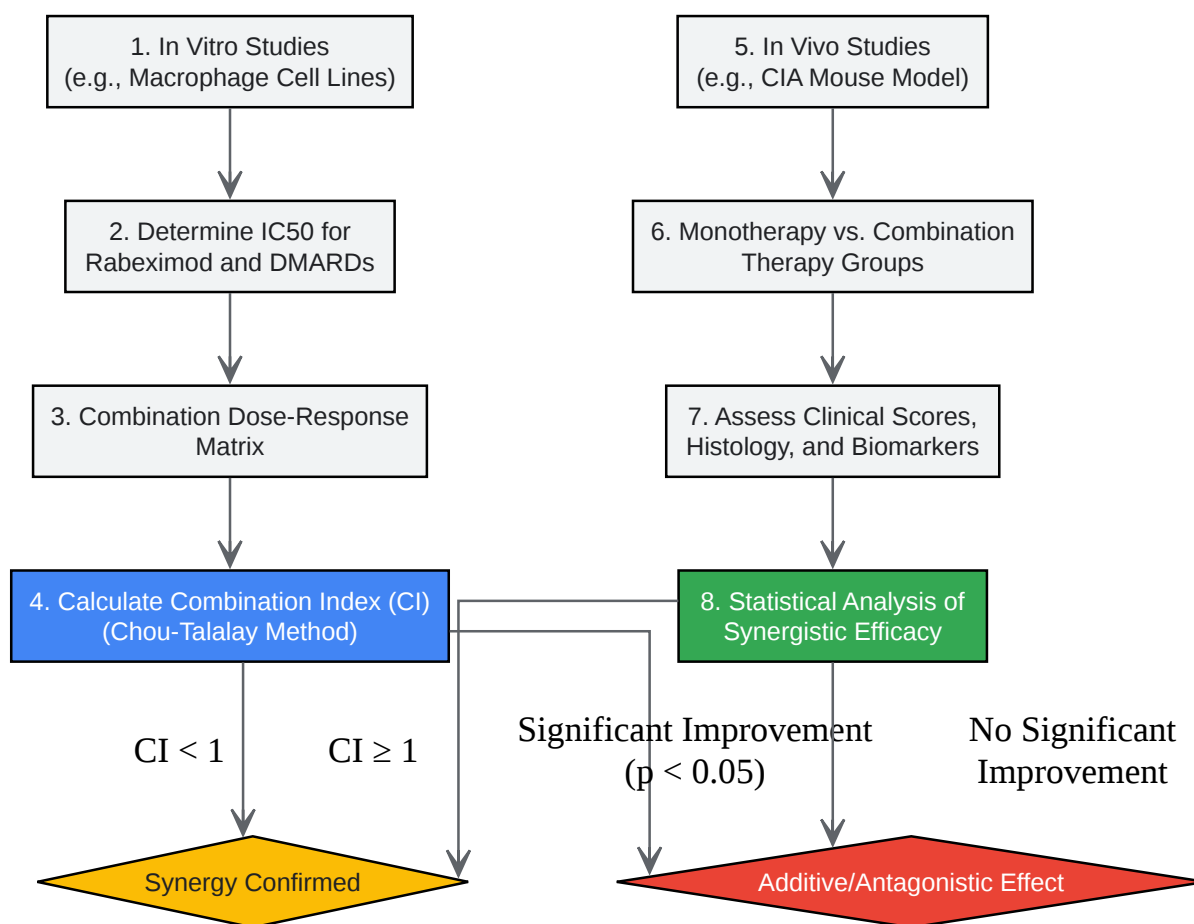 1. In Vitro Studies
(e.g., Macrophage Cell Lines)
5. In Vivo Studies
(e.g., CIA Mouse Model)
2. Determine IC50 for
Rabeximod and DMARDs
6. Monotherapy vs. Combination
Therapy Groups
3. Combination Dose-Response
Matrix
7. Assess Clinical Scores,
Histology, and Biomarkers
4. Calculate Combination Index (CI)
(Chou-Talalay Method)
8. Statistical Analysis of
Synergistic Efficacy
CI < 1
CI ≥ 1
Significant Improvement
(p < 0.05)
No Significant
Improvement
Synergy Confirmed
Additive/Antagonistic Effect